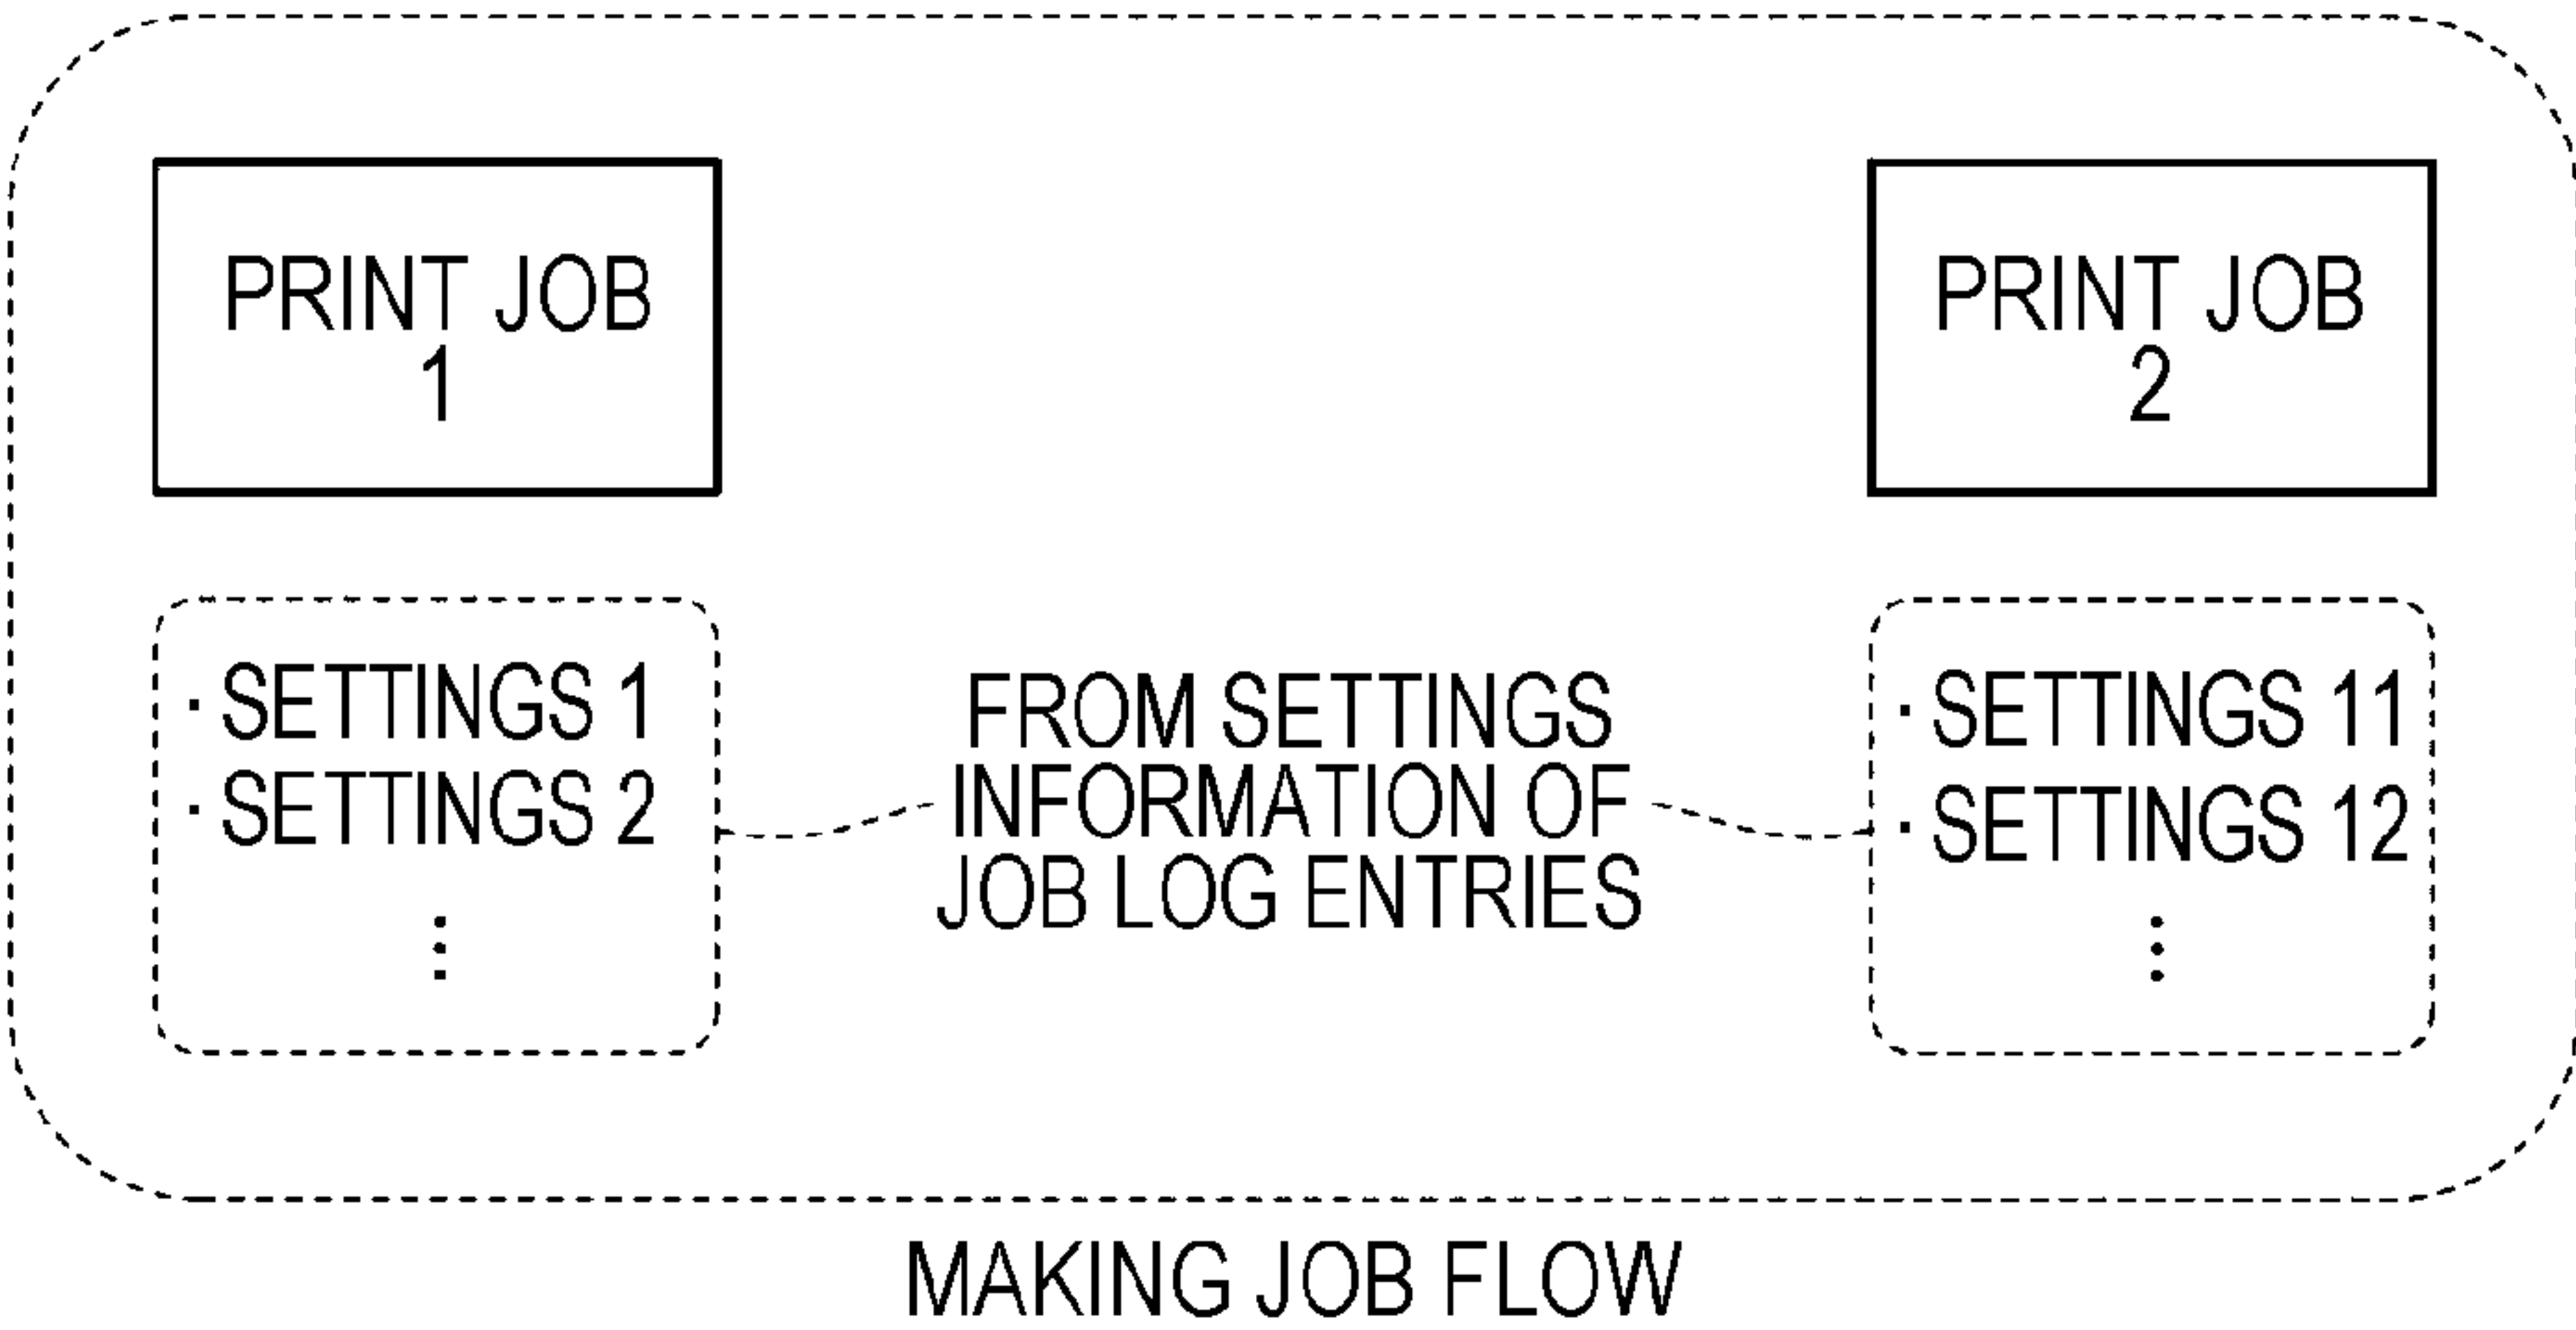 PRINT JOB
1
PRINT JOB
2
· SETTINGS 1
· SETTINGS 2
⋮
FROM SETTINGS
INFORMATION OF
JOB LOG ENTRIES
· SETTINGS 11
· SETTINGS 12
⋮
MAKING JOB FLOW